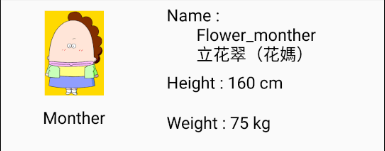 Name :
Flower_monther
立花翠（花媽）
Height : 160 cm
Monther
Weight : 75 kg